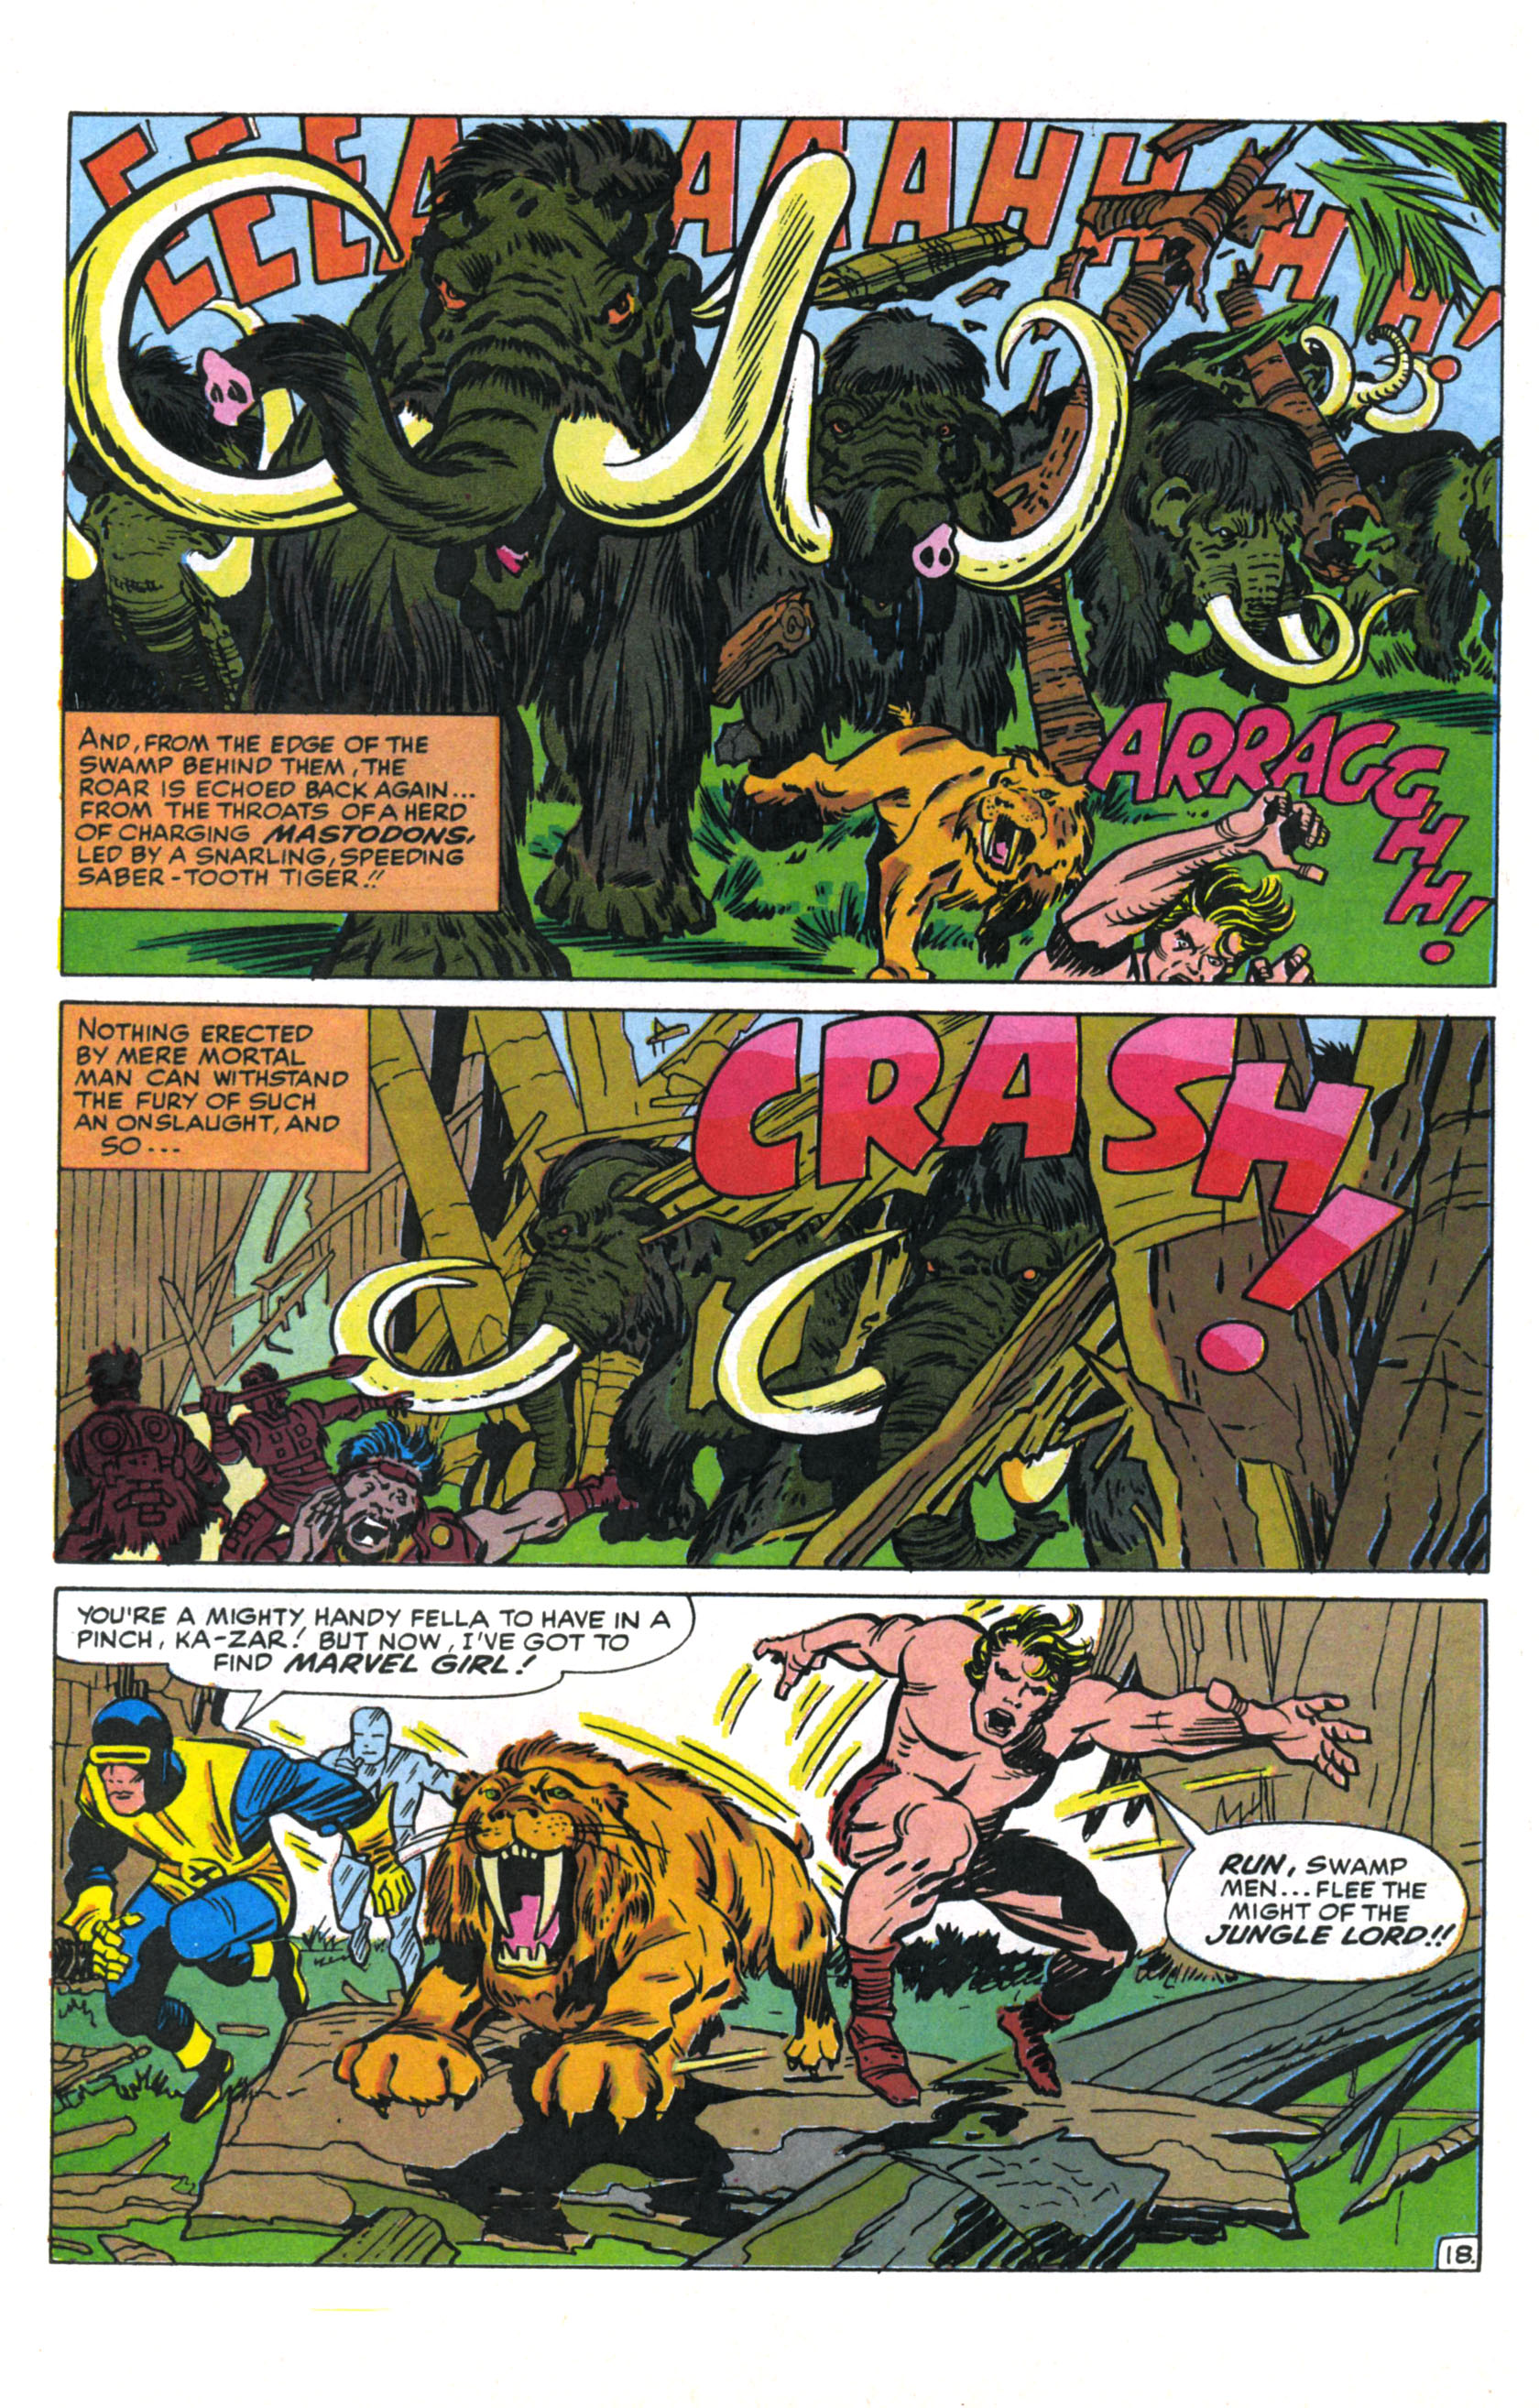 EEEEEAAAAAHHHHHH!
AND, FROM THE EDGE OF THE
SWAMP BEHIND THEM, THE
ROAR IS ECHOED BACK AGAIN...
FROM THE THROATS OF A HERD
OF CHARGING MASTODONS,
LED BY A SNARLING, SPEEDING
SABER-TOOTH TIGER!!
ARRAGGHHH!
NOTHING ERECTED
BY MERE MORTAL
MAN CAN WITHSTAND
THE FURY OF SUCH
AN ONSLAUGHT, AND
SO...
CRASH!
YOU'RE A MIGHTY HANDY FELLA TO HAVE IN A
PINCH, KA-ZAR! BUT NOW, I'VE GOT TO
FIND MARVEL GIRL!
RUN, SWAMP
MEN... FLEE THE
MIGHT OF THE
JUNGLE LORD!!
18.